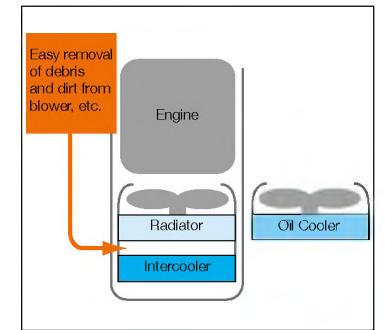 Easy removal
of debris
and dirt from
blower, etc.
Engine
Radiator
Oil Cooler
Intercooler